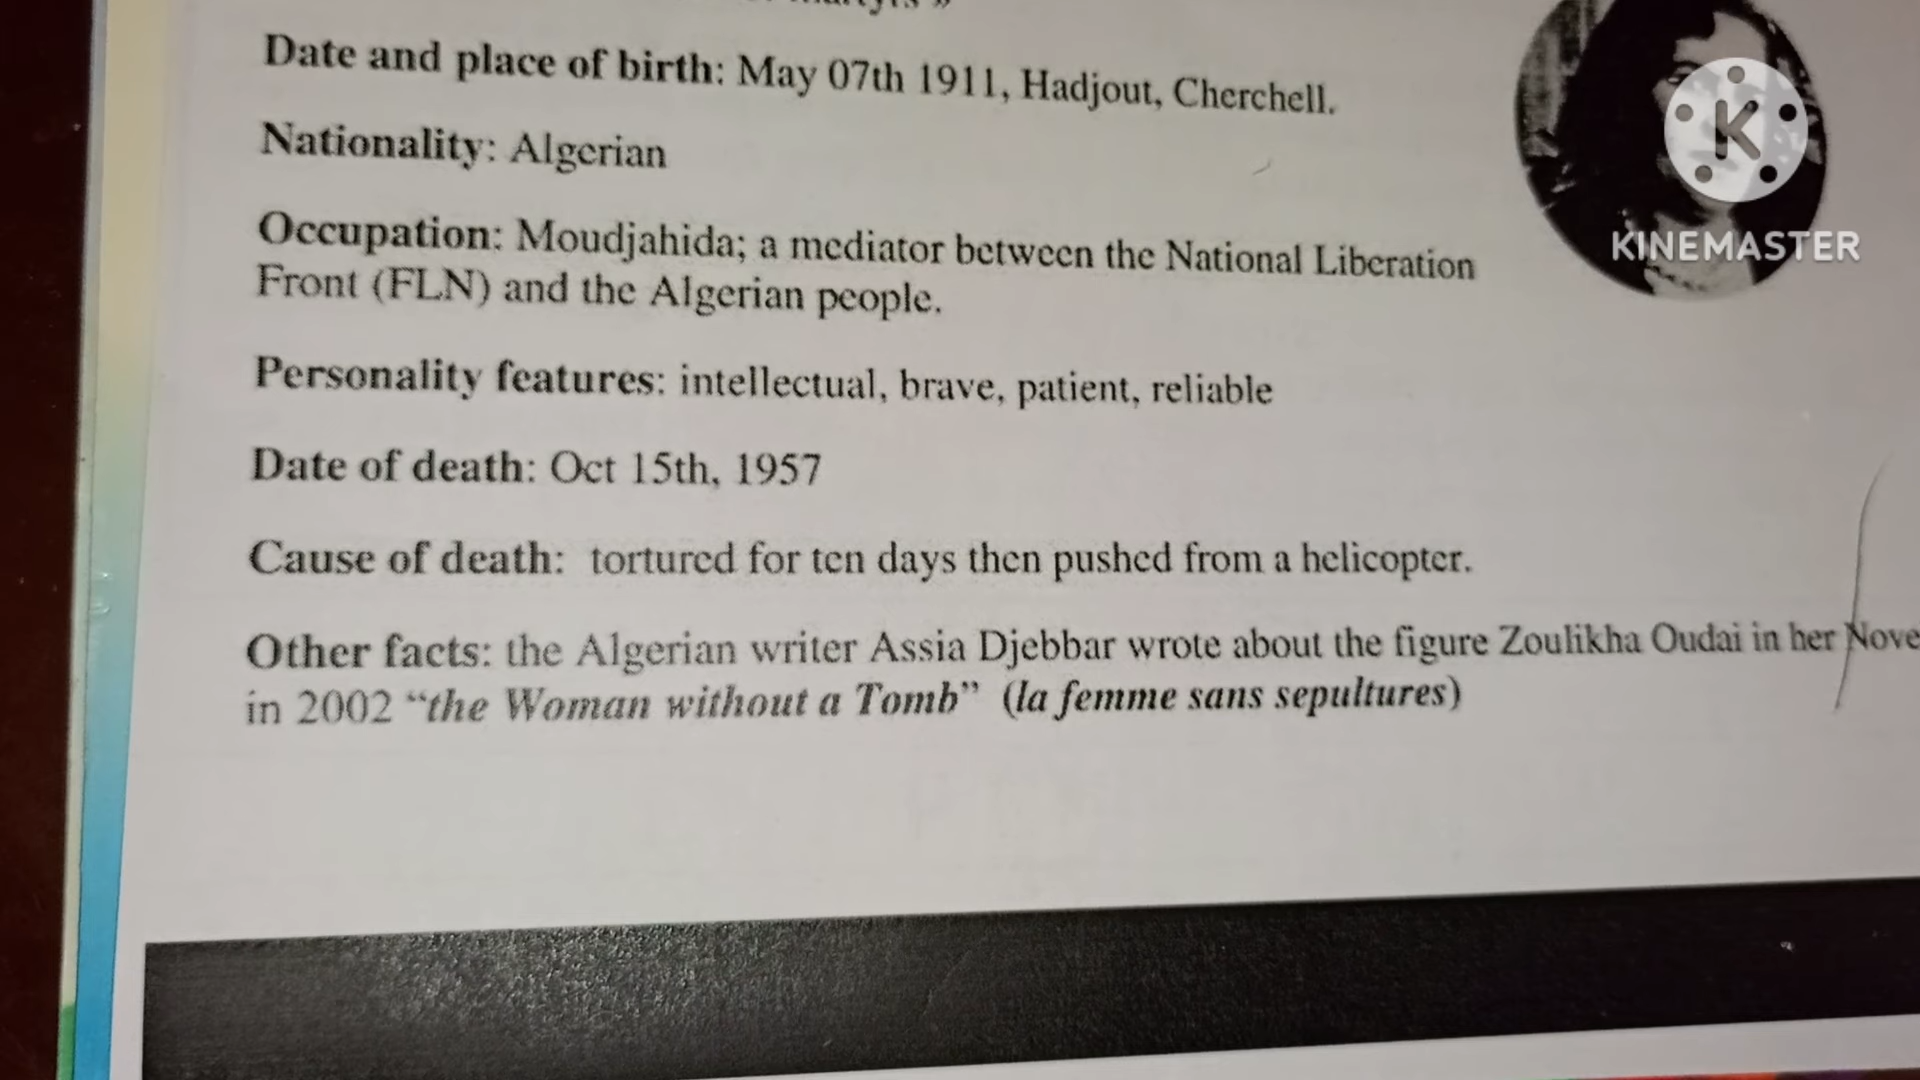 Date and place of birth: May 07th 1911, Hadjout, Cherchell.
Nationality: Algerian
Occupation: Moudjahida; a mediator between the National Liberation
Front (FLN) and the Algerian people.
Personality features: intellectual, brave, patient, reliable
Date of death: Oct 15th, 1957
Cause of death: tortured for ten days then pushed from a helicopter.
Other facts: the Algerian writer Assia Djebbar wrote about the figure Zoulikha Oudai in her Nove
in 2002 “the Woman without a Tomb” (la femme sans sepultures)
K
KINEMASTER